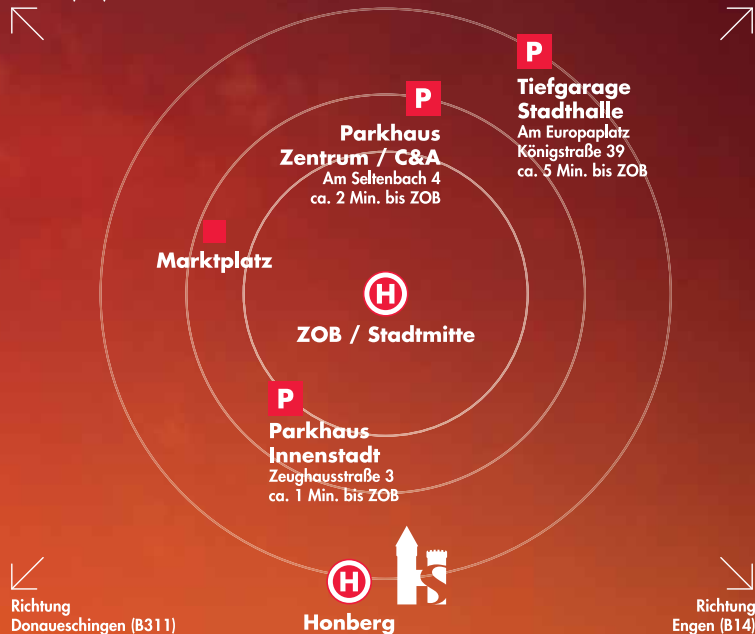 P
Tiefgarage
Stadthalle
Am Europaplatz
Königstraße 39
ca. 5 Min. bis ZOB
P
Parkhaus
Zentrum / C&A
Am Seltenbach 4
ca. 2 Min. bis ZOB
Marktplatz
H
ZOB / Stadtmitte
P
Parkhaus
Innenstadt
Zeughausstraße 3
ca. 1 Min. bis ZOB
H
Honberg
HS
Richtung
Donaueschingen (B311)
Richtung
Engen (B14)